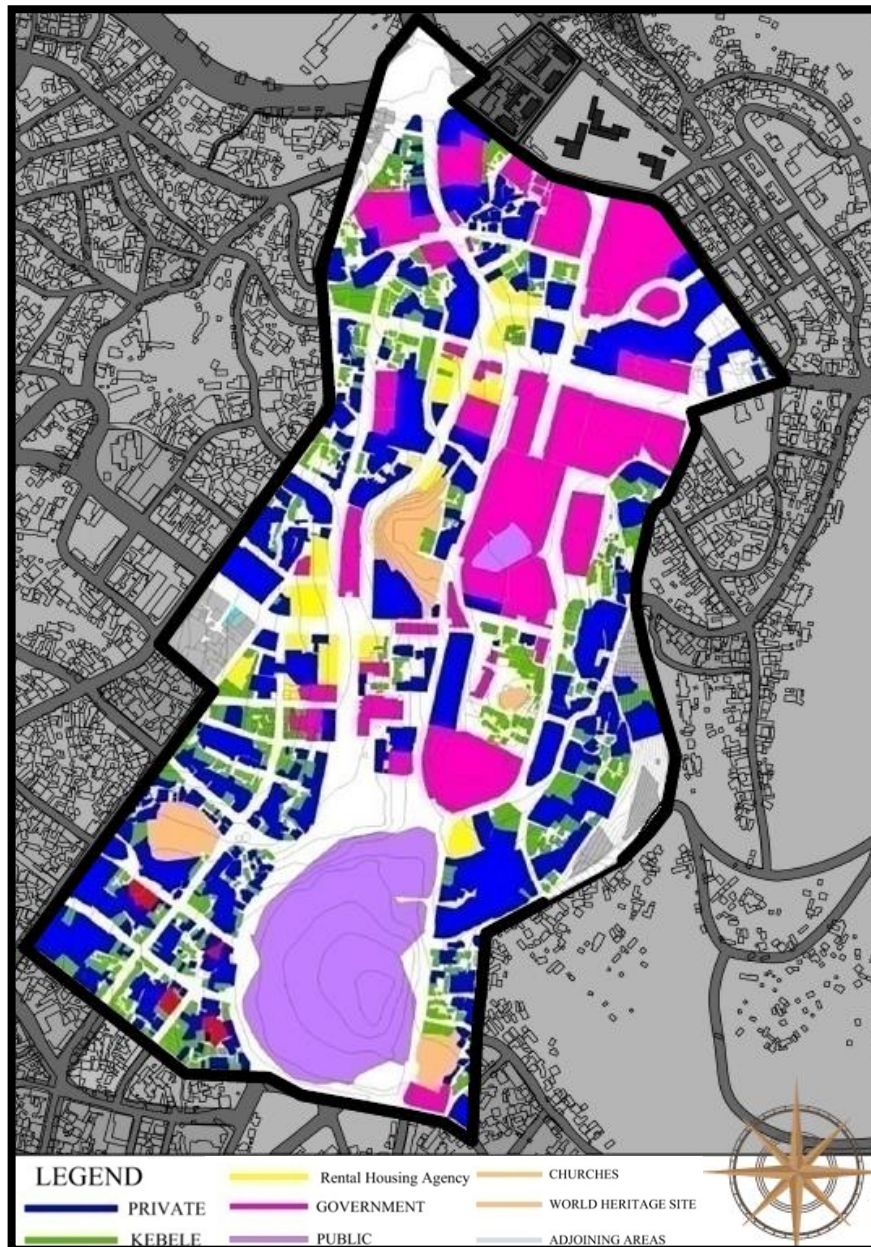 LEGEND
PRIVATE
KEBELE
Rental Housing Agency
GOVERNMENT
PUBLIC
CHURCHES
WORLD HERITAGE SITE
ADJOINING AREAS